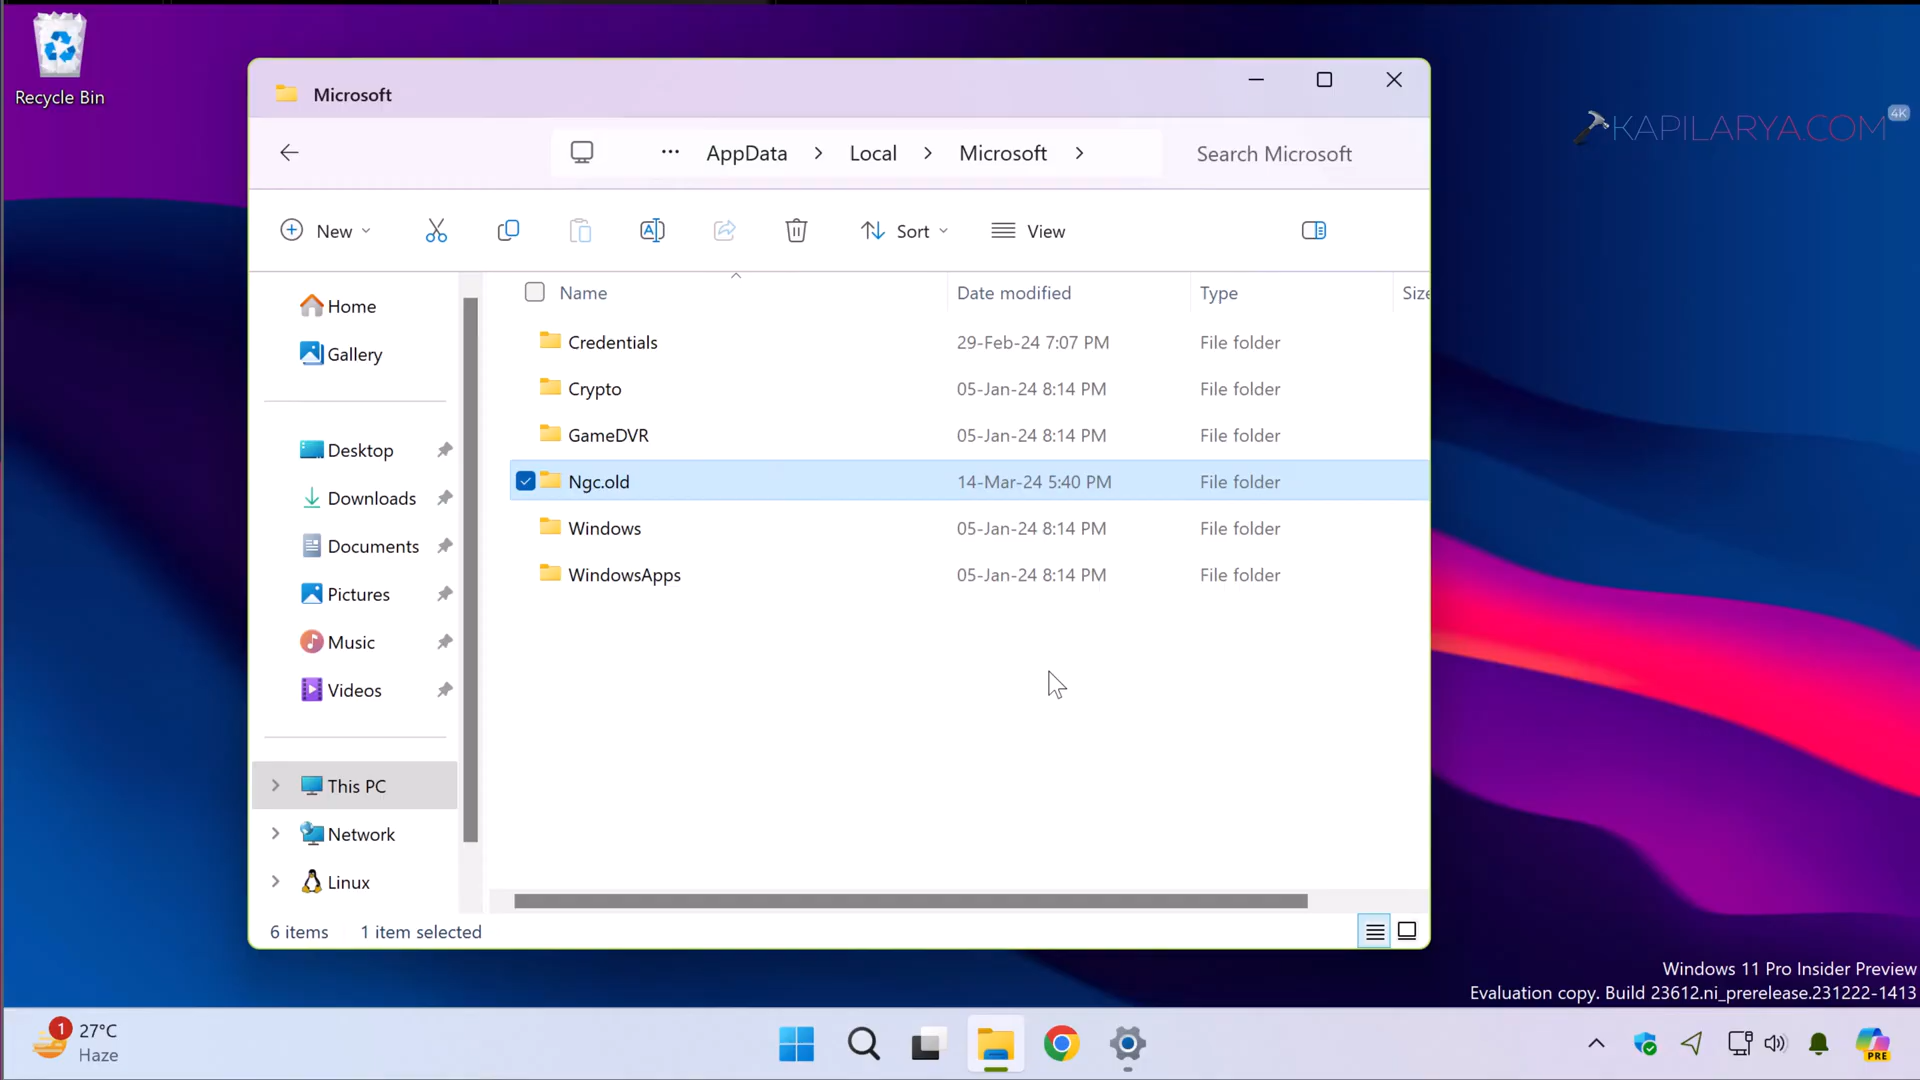 Recycle Bin
Microsoft
KAPILARYA.COM 4K
... AppData > Local > Microsoft >
Search Microsoft
New
Sort
View
Name
Date modified
Type
Size
Home
Gallery
Desktop
Downloads
Documents
Pictures
Music
Videos
This PC
Network
Linux
Credentials 29-Feb-24 7:07 PM File folder
Crypto 05-Jan-24 8:14 PM File folder
GameDVR 05-Jan-24 8:14 PM File folder
Ngc.old 14-Mar-24 5:40 PM File folder
Windows 05-Jan-24 8:14 PM File folder
WindowsApps 05-Jan-24 8:14 PM File folder
6 items 1 item selected
Windows 11 Pro Insider Preview
Evaluation copy. Build 23612.ni_prerelease.231222-1413
1
27°C
Haze
PRE